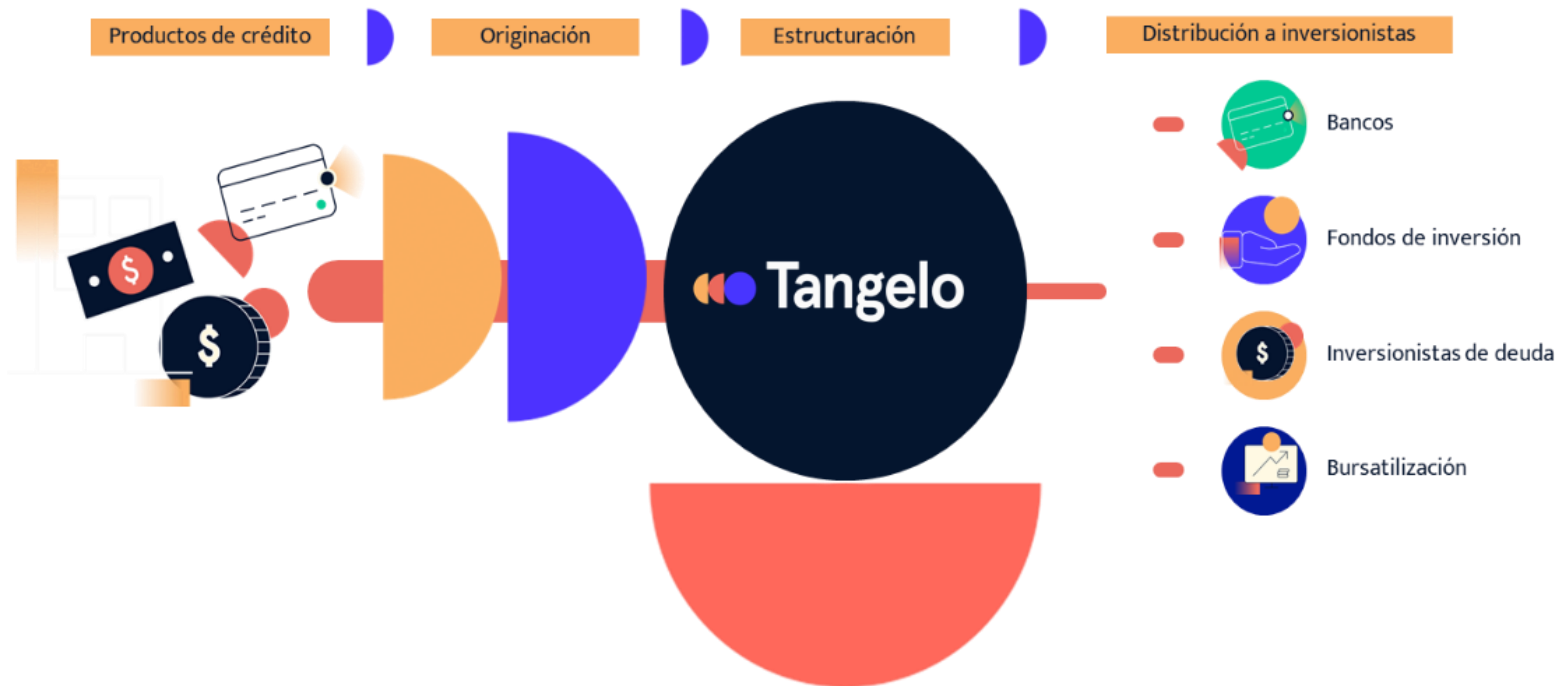 Productos de crédito
Originación
Estructuración
Distribución a inversionistas
Bancos
Fondos de inversión
$
Tangelo
$
$
Inversionistas de deuda
Bursatilización